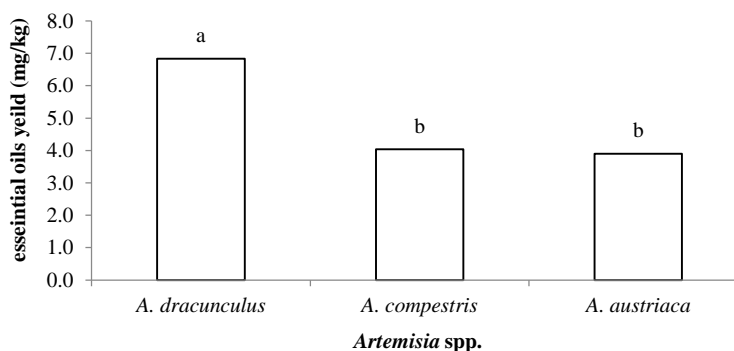 esseintial oils yeild (mg/kg)
8.0
7.0
6.0
5.0
4.0
3.0
2.0
1.0
0.0
a
b
b
A. dracunculus
A. compestris
A. austriaca
Artemisia spp.